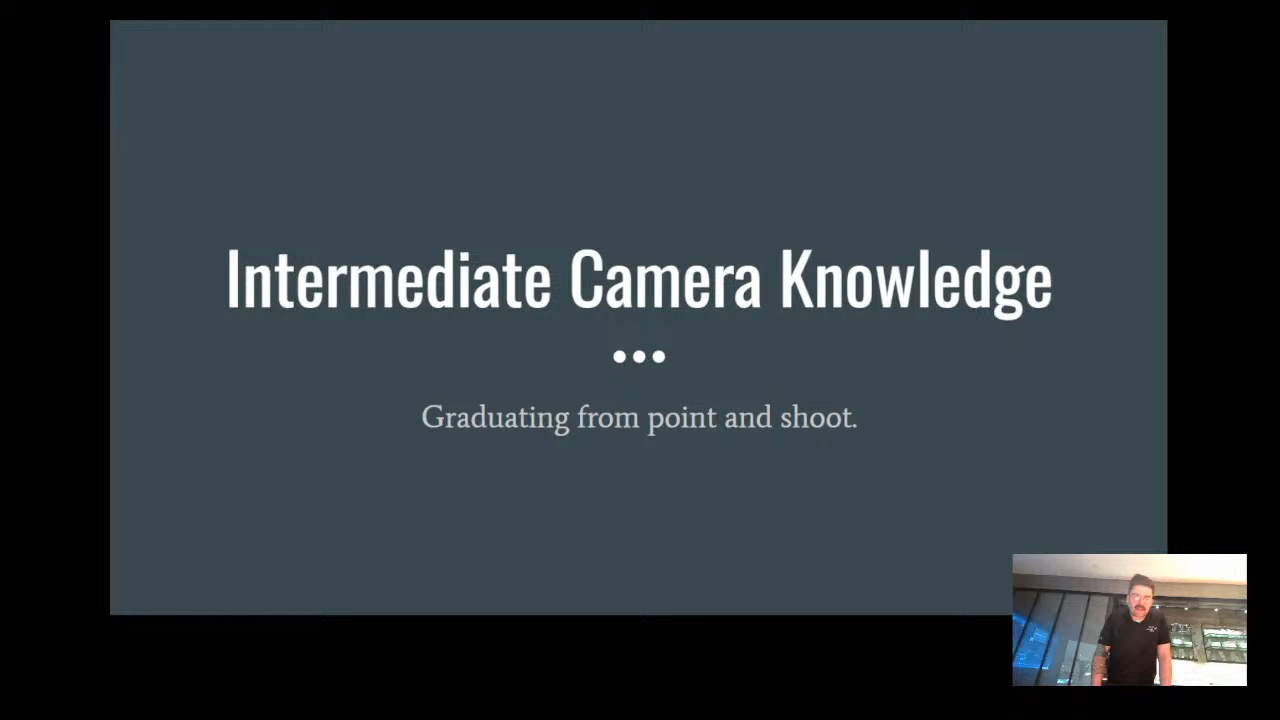 Intermediate Camera Knowledge
Graduating from point and shoot.